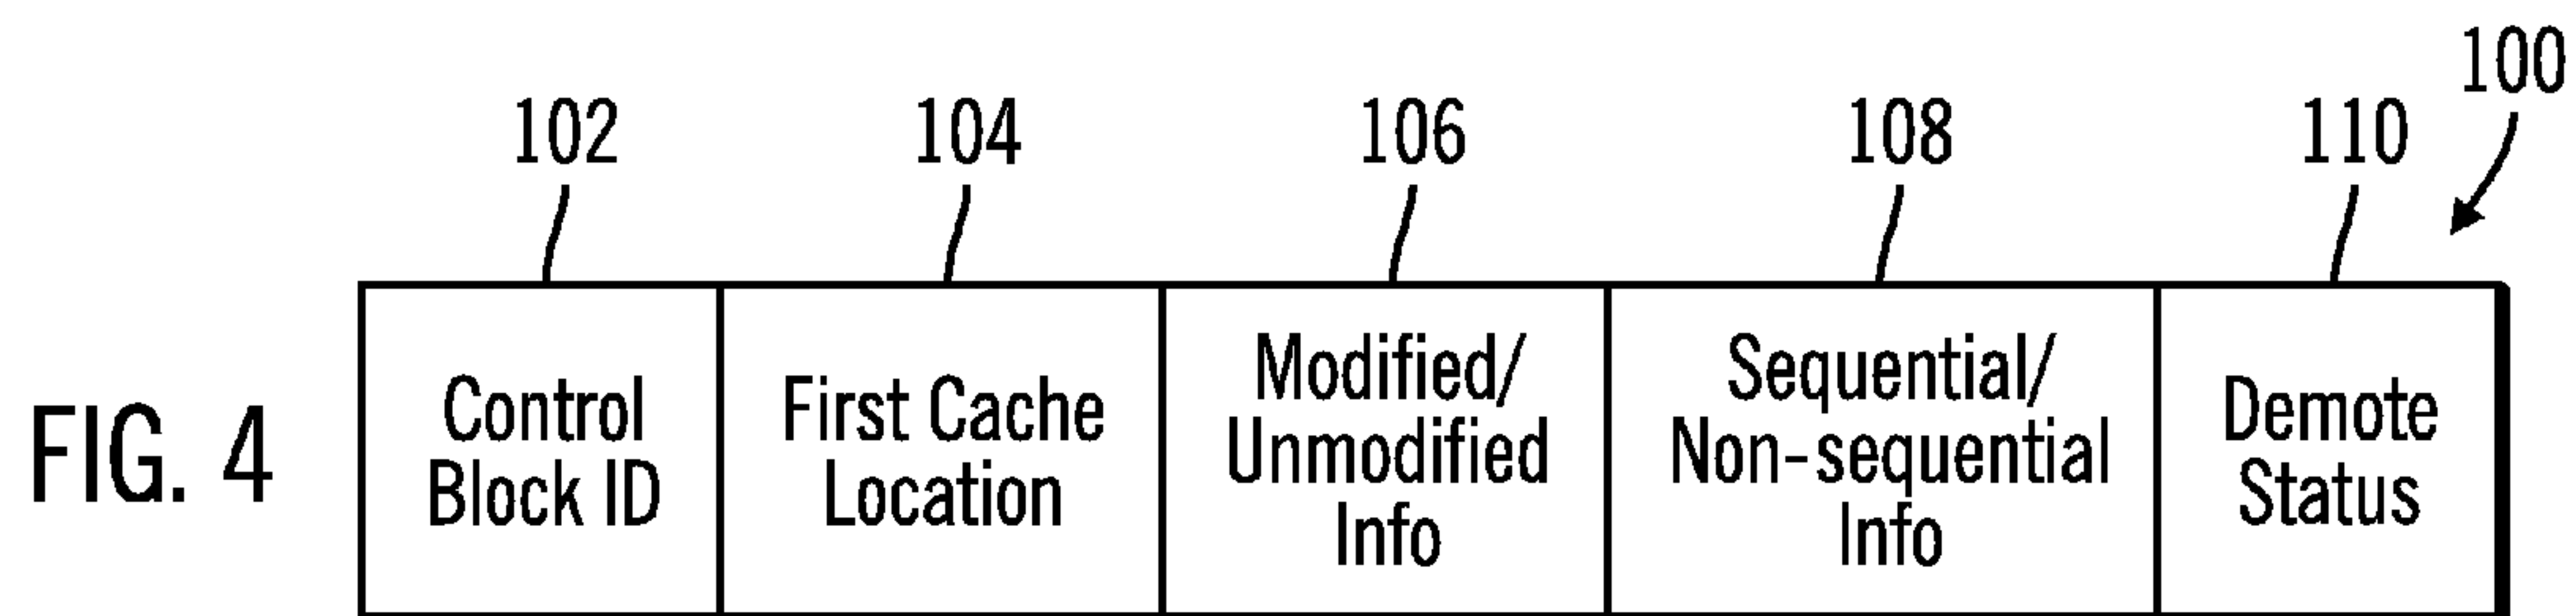 100
102
104
106
108
110
FIG. 4
Control
Block ID
First Cache
Location
Modified/
Unmodified
Info
Sequential/
Non-sequential
Info
Demote
Status